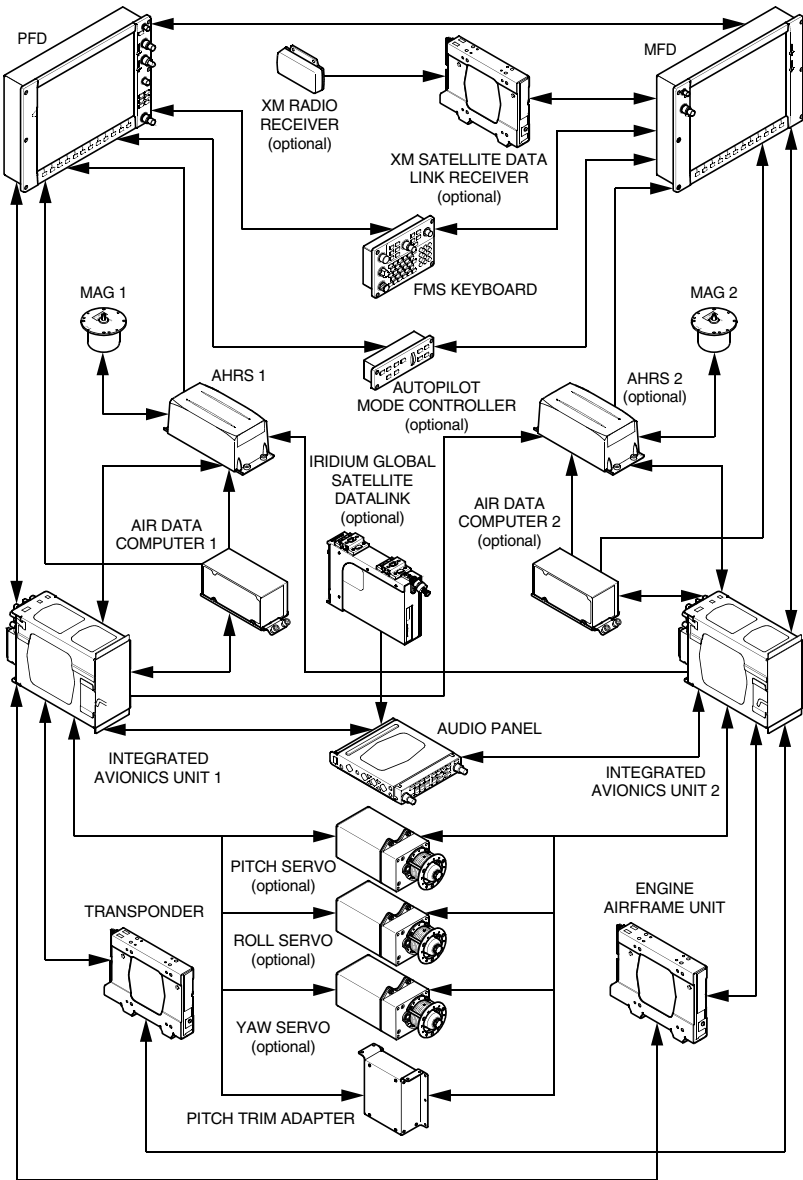 PFD
MFD
XM RADIO
RECEIVER
(optional)
XM SATELLITE DATA
LINK RECEIVER
(optional)
FMS KEYBOARD
MAG 1
MAG 2
AHRS 1
AUTOPILOT
MODE CONTROLLER
(optional)
AHRS 2
(optional)
IRIDIUM GLOBAL
SATELLITE
DATALINK
(optional)
AIR DATA
COMPUTER 1
AIR DATA
COMPUTER 2
(optional)
AUDIO PANEL
INTEGRATED
AVIONICS UNIT 1
INTEGRATED
AVIONICS UNIT 2
PITCH SERVO
(optional)
TRANSPONDER
ROLL SERVO
(optional)
ENGINE
AIRFRAME UNIT
YAW SERVO
(optional)
PITCH TRIM ADAPTER